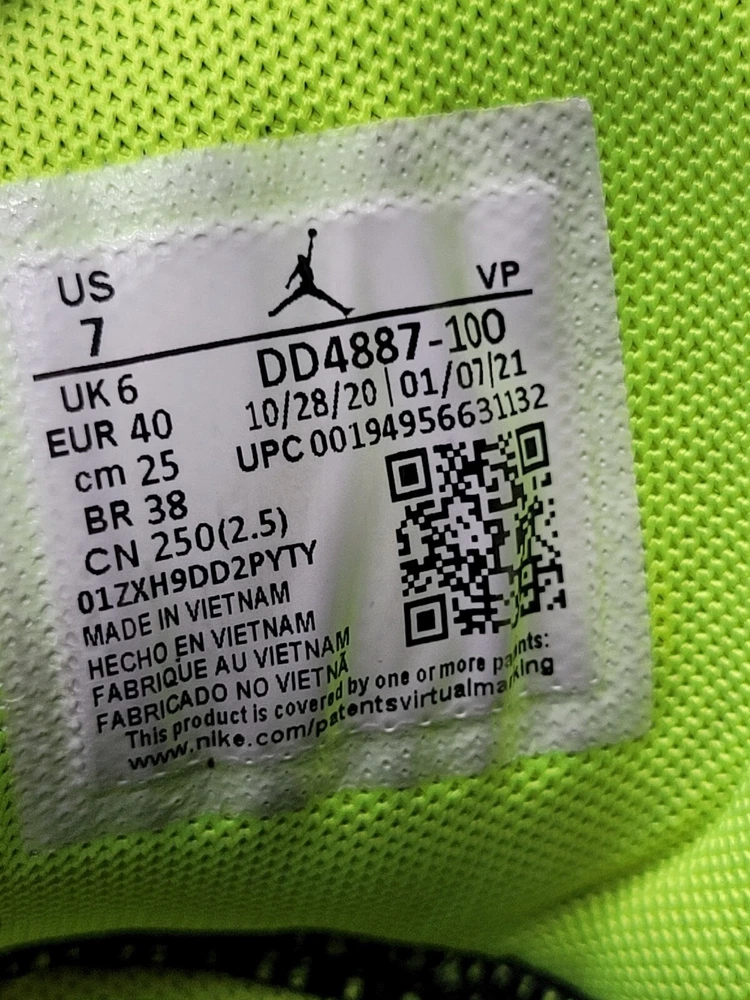 US
7
VP
UK 6
EUR 40
cm 25
BR 38
CN 250(2.5)
DD4887-100
10/28/20 | 01/07/21
UPC 00194956631132
01ZXH9DD2PYTY
MADE IN VIETNAM
HECHO EN VIETNAM
FABRIQUE AU VIETNAM
FABRICADO NO VIETNÃ
This product is covered by one or more patents:
www.nike.com/patentsvirtualmarking